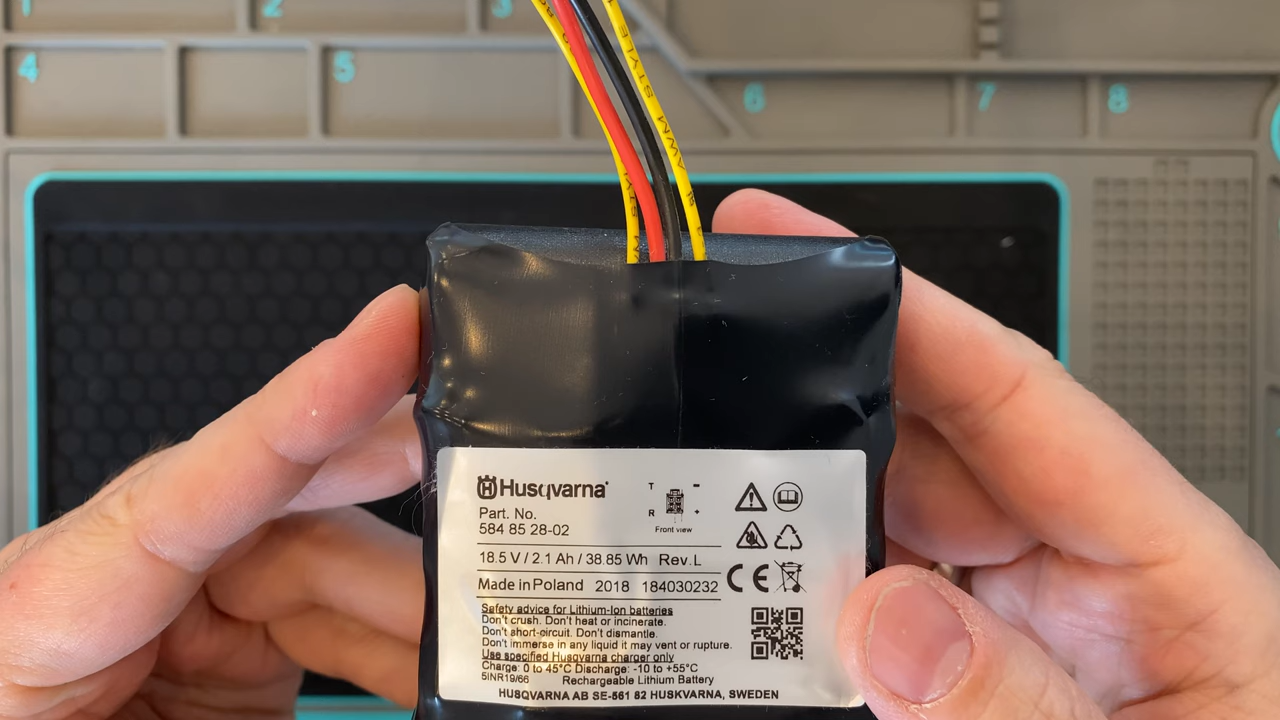 1
2
3
4
5
6
7
8
STYLE
AWM
Husqvarna
Part. No.
584 85 28-02
T -
R +
Front view
18.5 V / 2.1 Ah / 38.85 Wh Rev.L
Made in Poland 2018 184030232
CE
Safety advice for Lithium-Ion batteries
Don't crush. Don't heat or incinerate.
Don't short-circuit. Don't dismantle.
Don't immerse in any liquid it may vent or rupture.
Use specified Husqvarna charger only
Charge: 0 to 45°C Discharge: -10 to +55°C
5INR19/66 Rechargeable Lithium Battery
HUSQVARNA AB SE-561 82 HUSKVARNA, SWEDEN